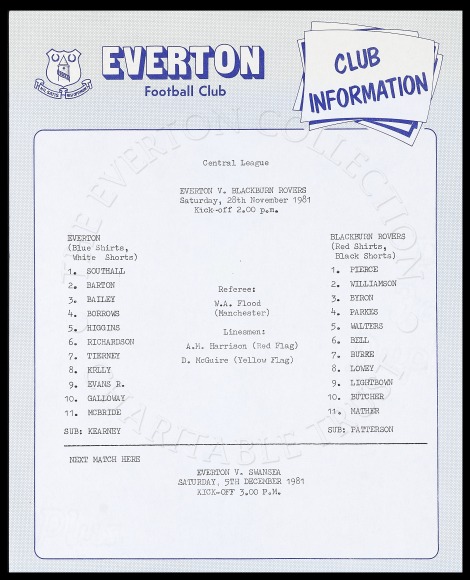 EVERTON
Football Club
CLUB
INFORMATION
THE EVERTON COLLECTION CHARITABLE TRUST
Central League
EVERTON V. BLACKBURN ROVERS
Saturday, 28th November 1981
Kick-off 2.00 p.m.
EVERTON
(Blue Shirts,
White Shorts)
1. SOUTHALL
2. BARTON
3. BAILEY
4. BORROWS
5. HIGGINS
6. RICHARDSON
7. TIERNEY
8. KELLY
9. EVANS R.
10. GALLOWAY
11. MCBRIDE
SUB: KEARNEY
Referee:
W.A. Flood
(Manchester)
Linesmen:
A.M. Harrison (Red Flag)
D. McGuire (Yellow Flag)
BLACKBURN ROVERS
(Red Shirts,
Black Shorts)
1. PIERCE
2. WILLIAMSON
3. BYRON
4. PARKES
5. WALTERS
6. BELL
7. BURKE
8. LOWEY
9. LIGHTBOWN
10. BUTCHER
11. MATHER
SUB: PATTERSON
NEXT MATCH HERE
EVERTON V. SWANSEA
SATURDAY, 5TH DECEMBER 1981
KICK-OFF 3.00 P.M.